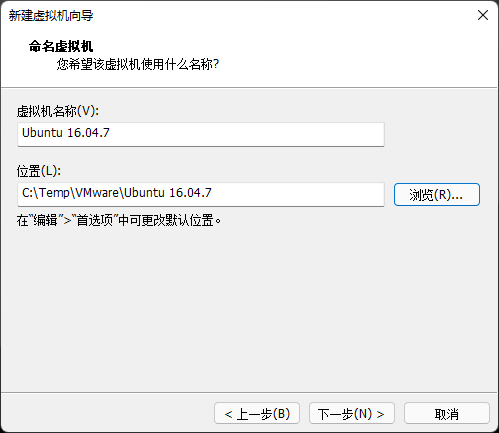 新建虚拟机向导
命名虚拟机
您希望该虚拟机使用什么名称?
虚拟机名称(V):
Ubuntu 16.04.7
位置(L):
C:\Temp\VMware\Ubuntu 16.04.7
浏览(R)...
在“编辑”>“首选项”中可更改默认位置。
< 上一步(B)
下一步(N) >
取消